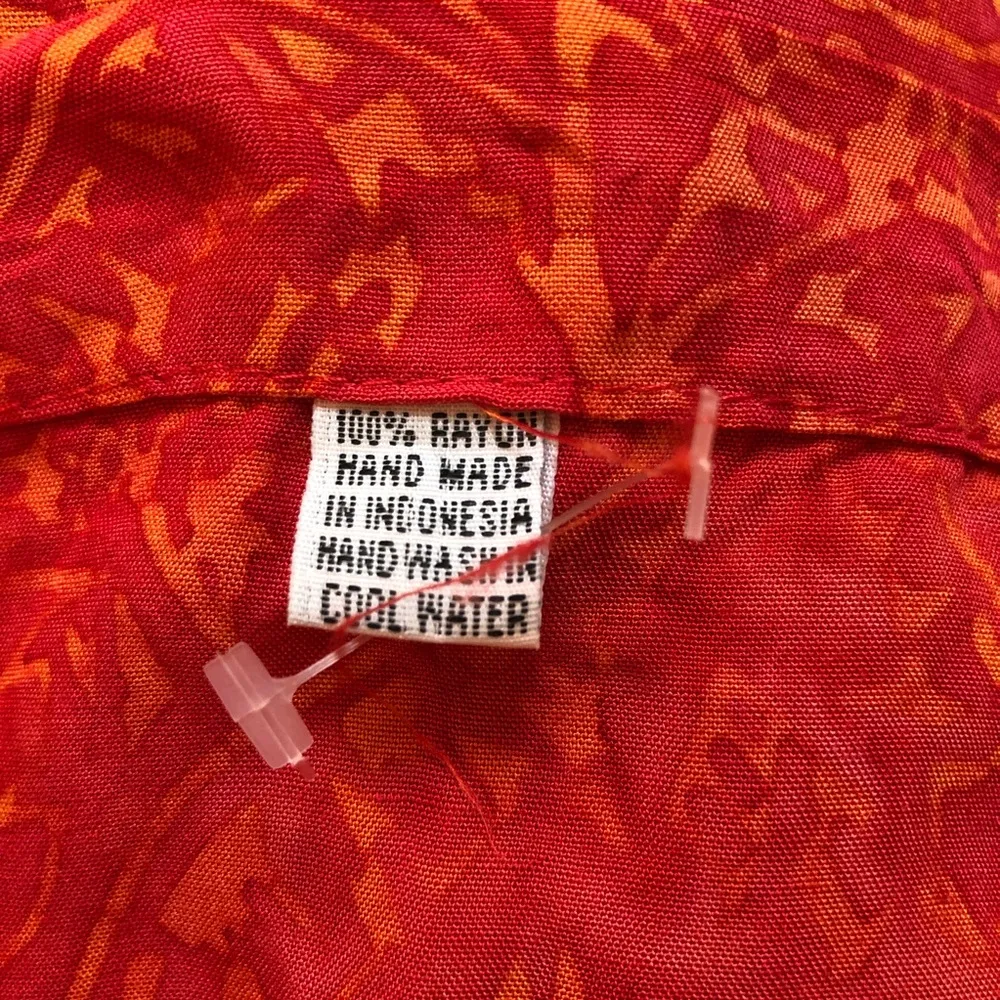 100% RAYON
HAND MADE
IN INDONESIA
HAND WASH IN
COOL WATER